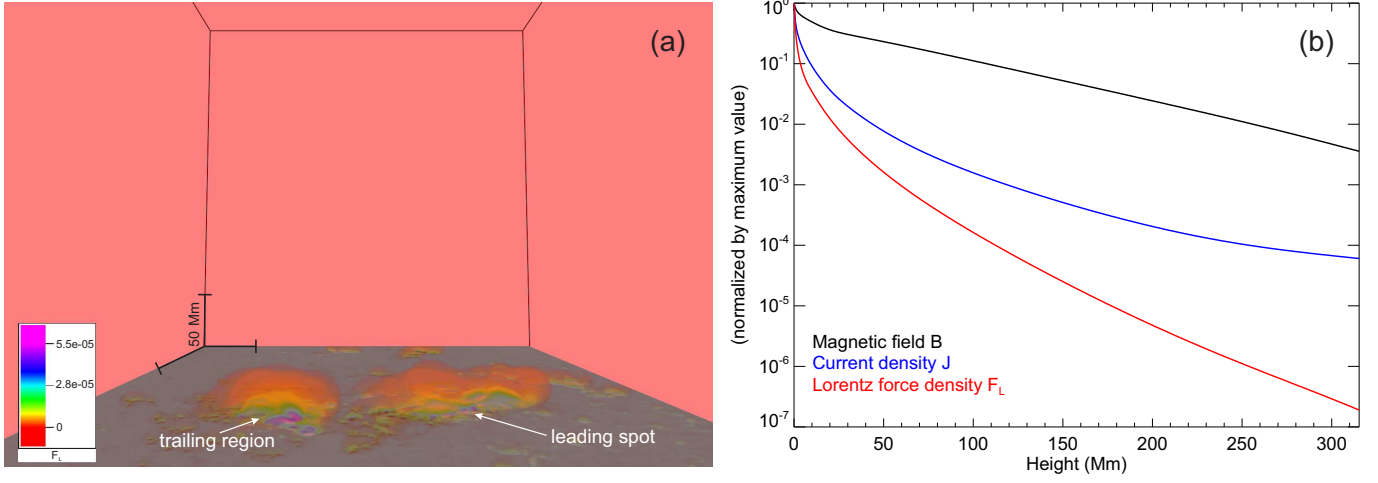 (a)
50 Mm
5.5e-05
2.8e-05
0
F_L
trailing region
leading spot
(b)
(normalized by maximum value)
10^0
10^-1
10^-2
10^-3
10^-4
10^-5
10^-6
10^-7
Magnetic field B
Current density J
Lorentz force density F_L
0 50 100 150 200 250 300
Height (Mm)